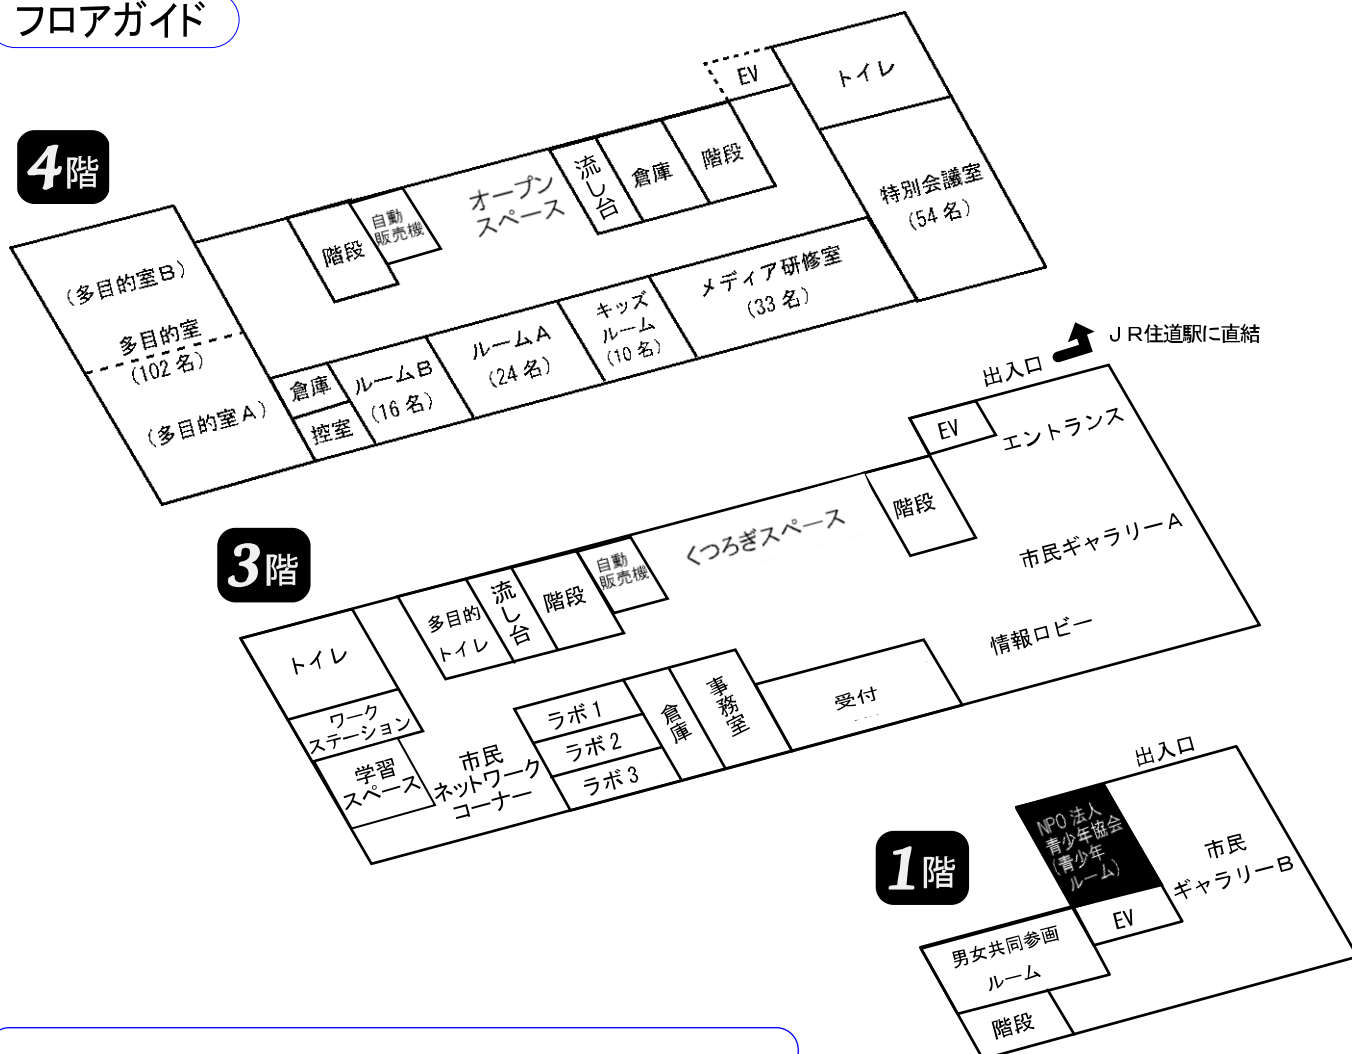 フロアガイド
4階
EV
トイレ
特別会議室
(54名)
階段
倉庫
流し台
オープン
スペース
自動
販売機
階段
(多目的室B)
多目的室
(102名)
(多目的室A)
倉庫
控室
ルームB
(16名)
ルームA
(24名)
キッズ
ルーム
(10名)
メディア研修室
(33名)
JR住道駅に直結
出入口
3階
EV
エントランス
市民ギャラリーA
情報ロビー
階段
くつろぎスペース
自動
販売機
階段
流し台
多目的
トイレ
トイレ
ワーク
ステーション
学習
スペース
市民
ネットワーク
コーナー
ラボ1
ラボ2
ラボ3
倉庫
事務室
受付
1階
出入口
NPO法人
青少年協会
(青少年
ルーム)
市民
ギャラリーB
EV
男女共同参画
ルーム
階段